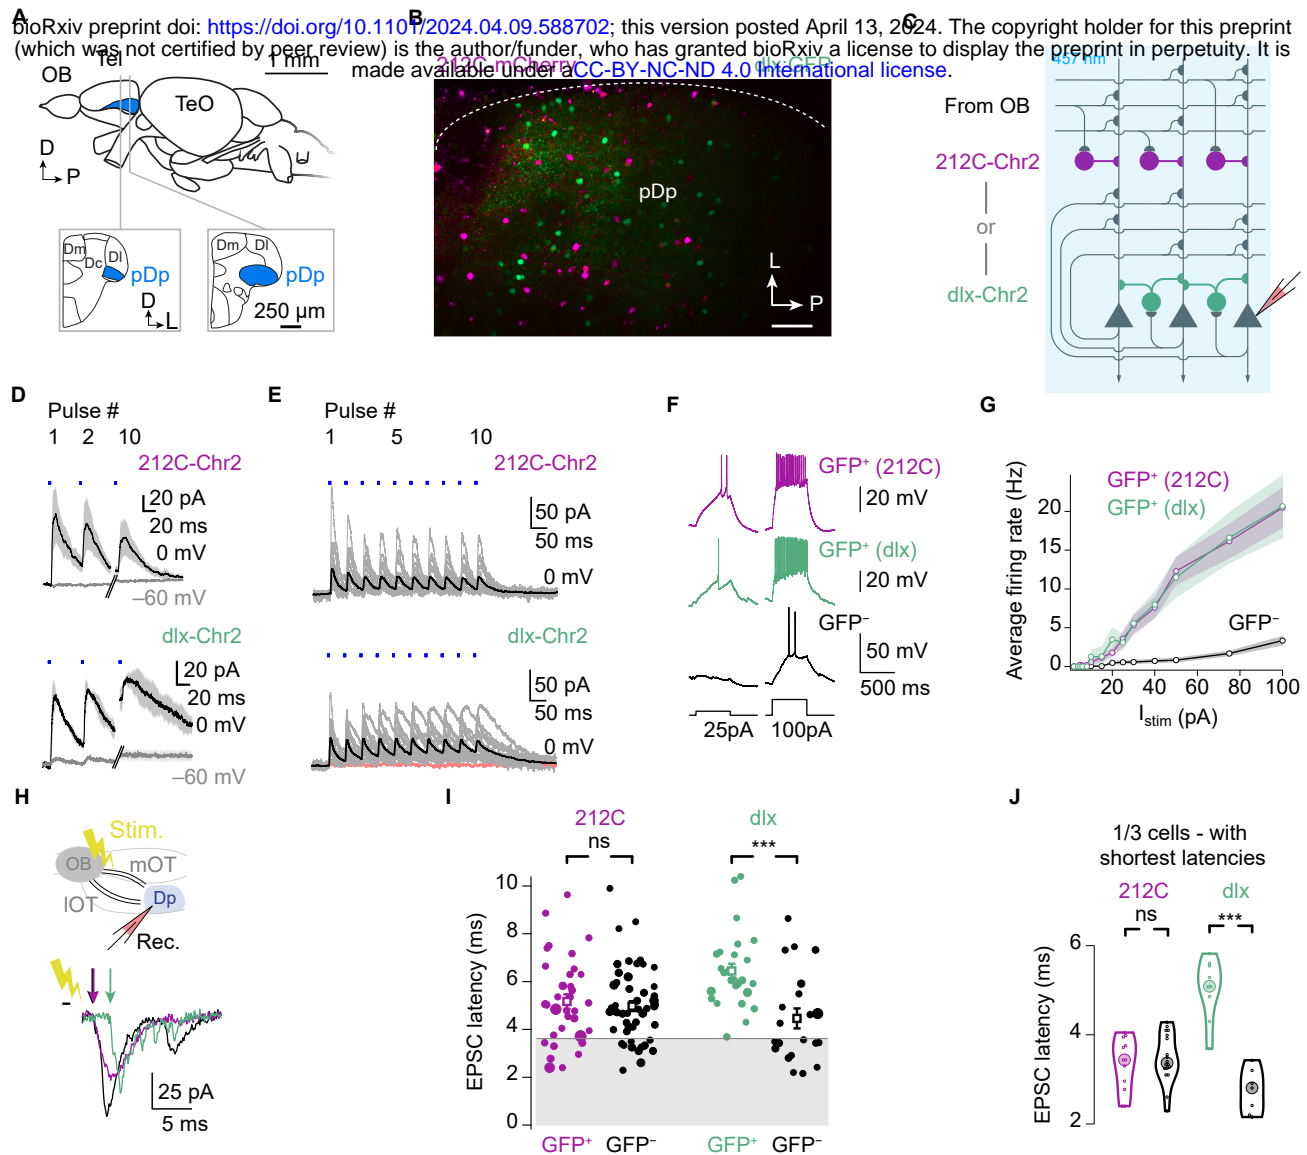 A
B
C
bioRxiv preprint doi: https://doi.org/10.1101/2024.04.09.588702; this version posted April 13, 2024. The copyright holder for this preprint
(which was not certified by peer review) is the author/funder, who has granted bioRxiv a license to display the preprint in perpetuity. It is
made available under aCC-BY-NC-ND 4.0 International license.
Tel
OB
1 mm
TeO
D
P
Dm
Dc
Dl
pDp
D
L
Dm
Dl
pDp
250 µm
212C-mCherry
dlx-GFP
pDp
L
P
457 nm
From OB
212C-Chr2
or
dlx-Chr2
D
Pulse #
1 2 10
212C-Chr2
20 pA
20 ms
0 mV
–60 mV
dlx-Chr2
20 pA
20 ms
0 mV
–60 mV
E
Pulse #
1 5 10
212C-Chr2
50 pA
50 ms
0 mV
dlx-Chr2
50 pA
50 ms
0 mV
F
GFP+ (212C)
20 mV
GFP+ (dlx)
20 mV
GFP–
50 mV
500 ms
25pA 100pA
G
Average firing rate (Hz)
GFP+ (212C)
GFP+ (dlx)
GFP–
20
15
10
5
0
20 40 60 80 100
Istim (pA)
H
Stim.
OB
mOT
lOT
Dp
Rec.
25 pA
5 ms
I
212C
ns
dlx
***
EPSC latency (ms)
10
8
6
4
2
0
GFP+ GFP– GFP+ GFP–
J
1/3 cells - with
shortest latencies
212C
ns
dlx
***
EPSC latency (ms)
6
4
2